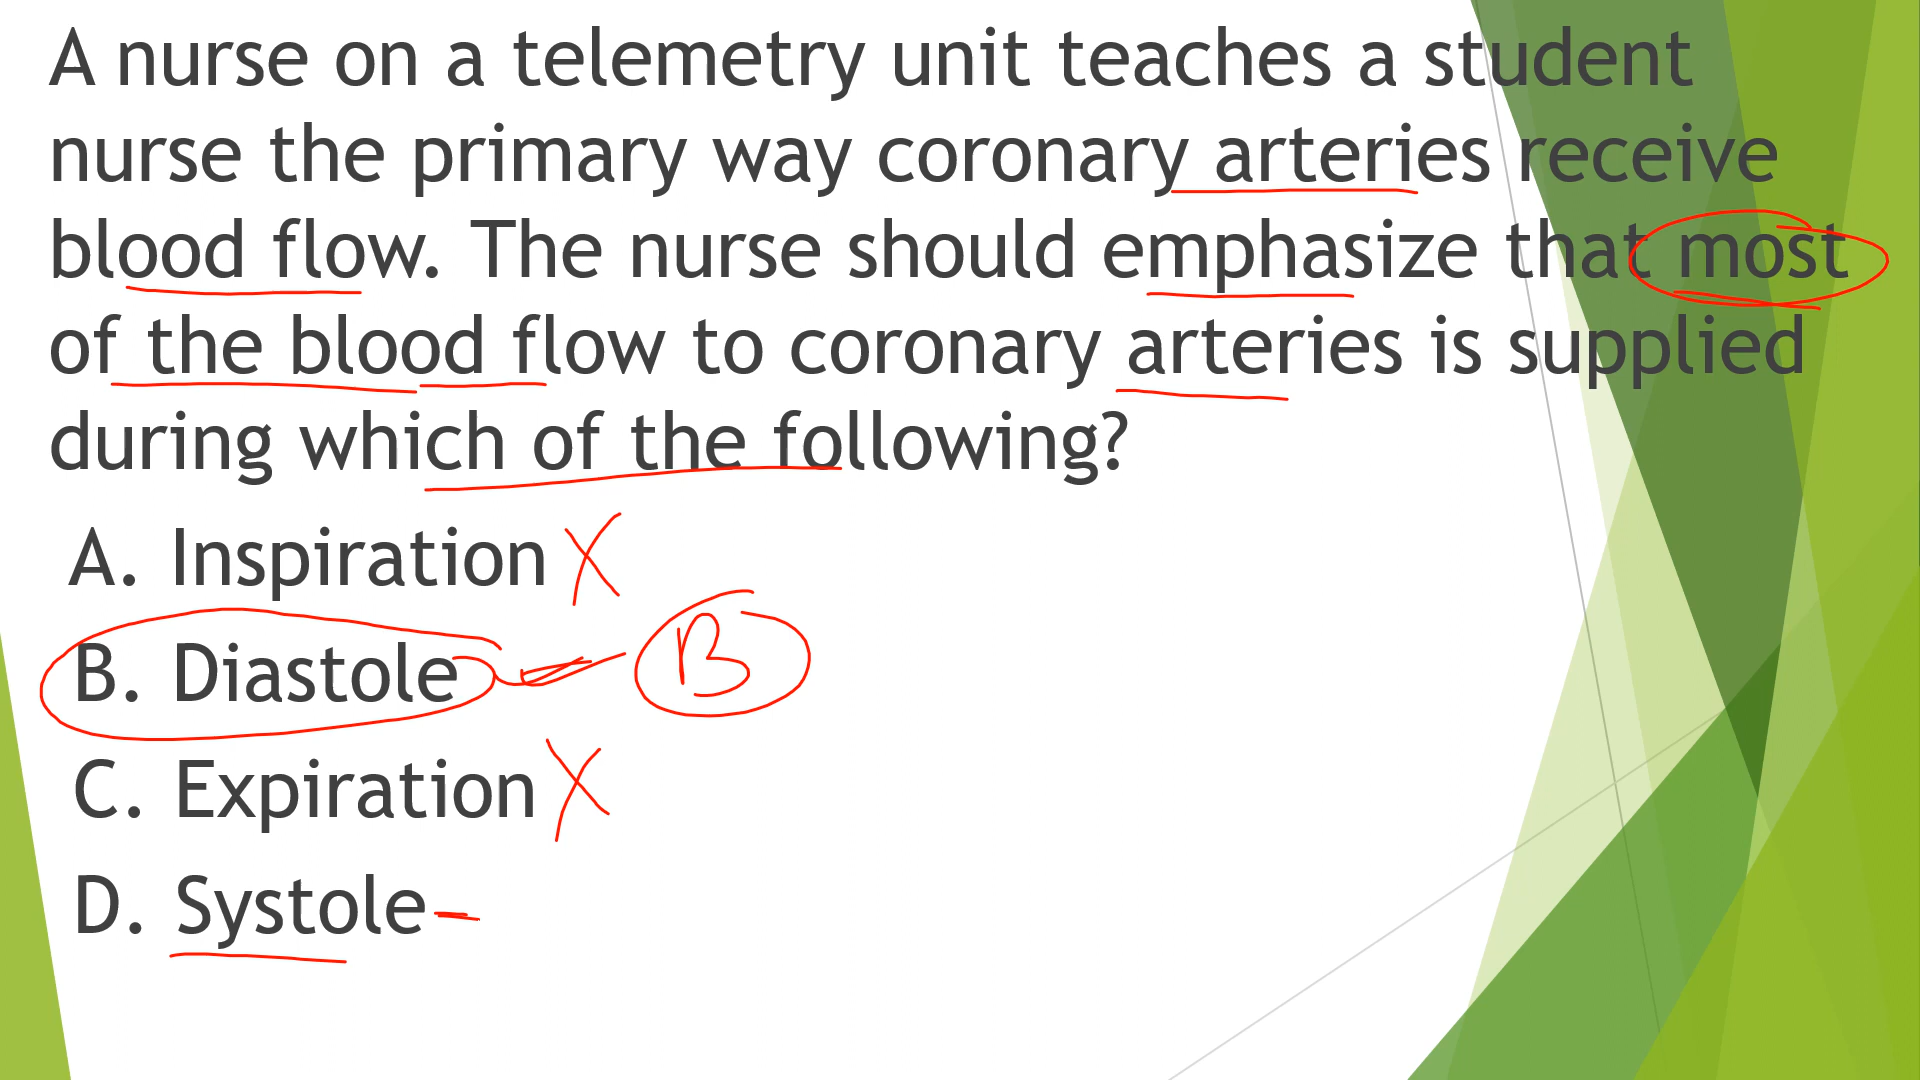 A nurse on a telemetry unit teaches a student
nurse the primary way coronary arteries receive
blood flow. The nurse should emphasize that most
of the blood flow to coronary arteries is supplied
during which of the following?
A. Inspiration X
B. Diastole B
C. Expiration X
D. Systole